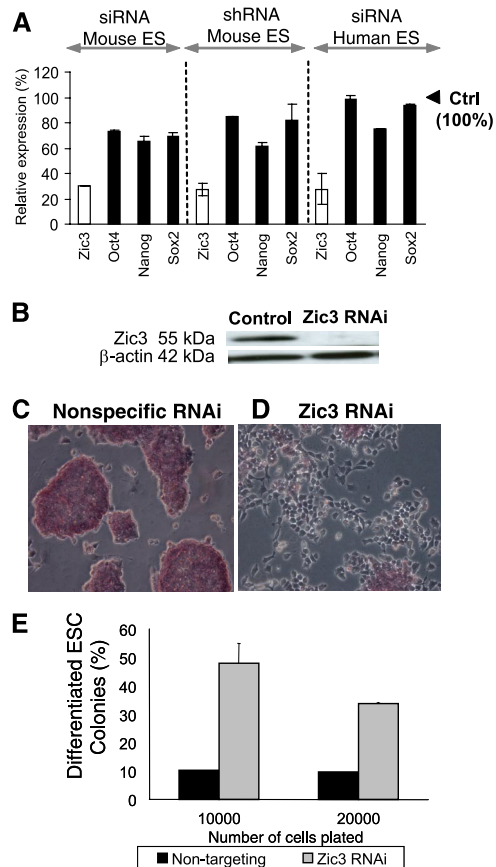 A
siRNA
Mouse ES
shRNA
Mouse ES
siRNA
Human ES
Relative expression (%)
120
100
80
60
40
20
0
Ctrl
(100%)
Zic3
Oct4
Nanog
Sox2
Zic3
Oct4
Nanog
Sox2
Zic3
Oct4
Nanog
Sox2
B
Control Zic3 RNAi
Zic3 55 kDa
β-actin 42 kDa
C Nonspecific RNAi
D Zic3 RNAi
E
Differentiated ESC
Colonies (%)
60
50
40
30
20
10
0
10000
20000
Number of cells plated
Non-targeting
Zic3 RNAi